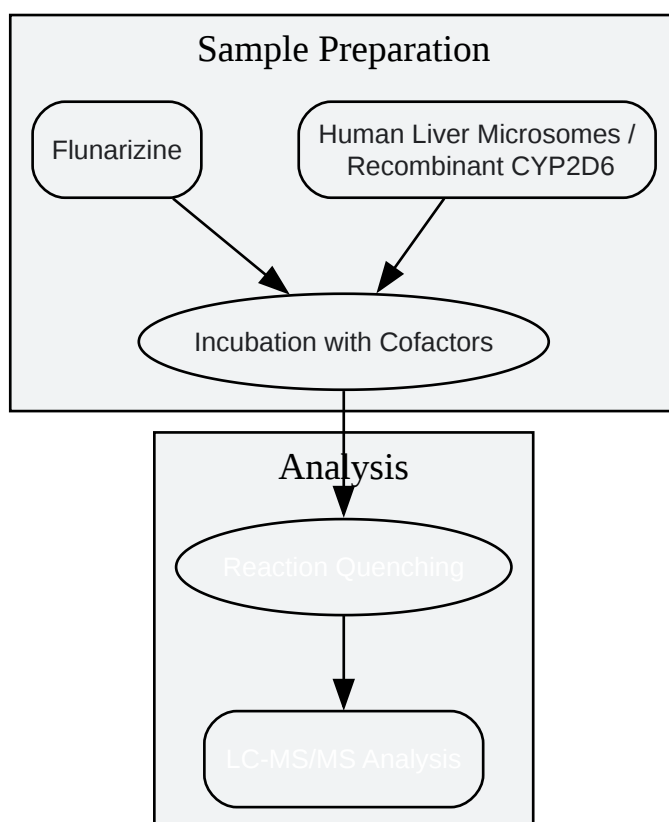 Sample Preparation
Flunarizine
Human Liver Microsomes /
Recombinant CYP2D6
Incubation with Cofactors
Analysis
Reaction Quenching
LC-MS/MS Analysis